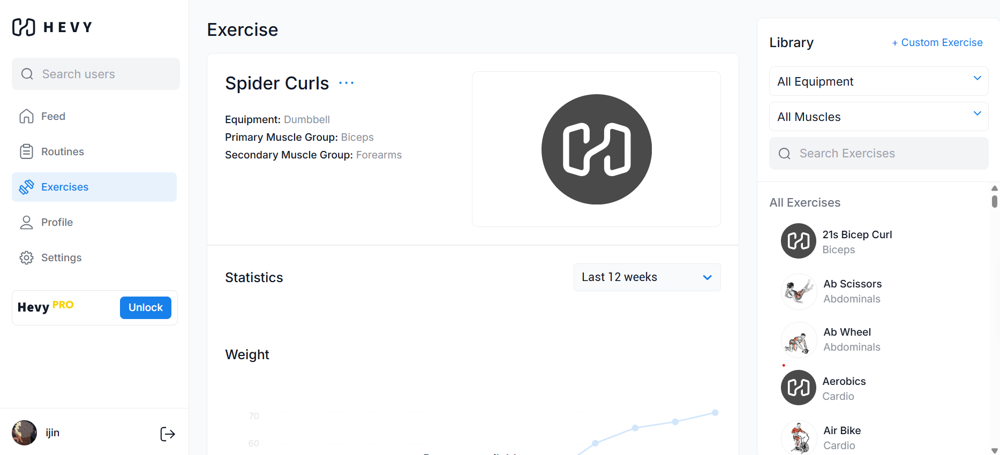 HEVY
Search users
Feed
Routines
Exercises
Profile
Settings
Hevy PRO
Unlock
ijin
Exercise
Spider Curls
Equipment: Dumbbell
Primary Muscle Group: Biceps
Secondary Muscle Group: Forearms
Statistics
Last 12 weeks
Weight
70
60
Library
+ Custom Exercise
All Equipment
All Muscles
Search Exercises
All Exercises
21s Bicep Curl
Biceps
Ab Scissors
Abdominals
Ab Wheel
Abdominals
Aerobics
Cardio
Air Bike
Cardio